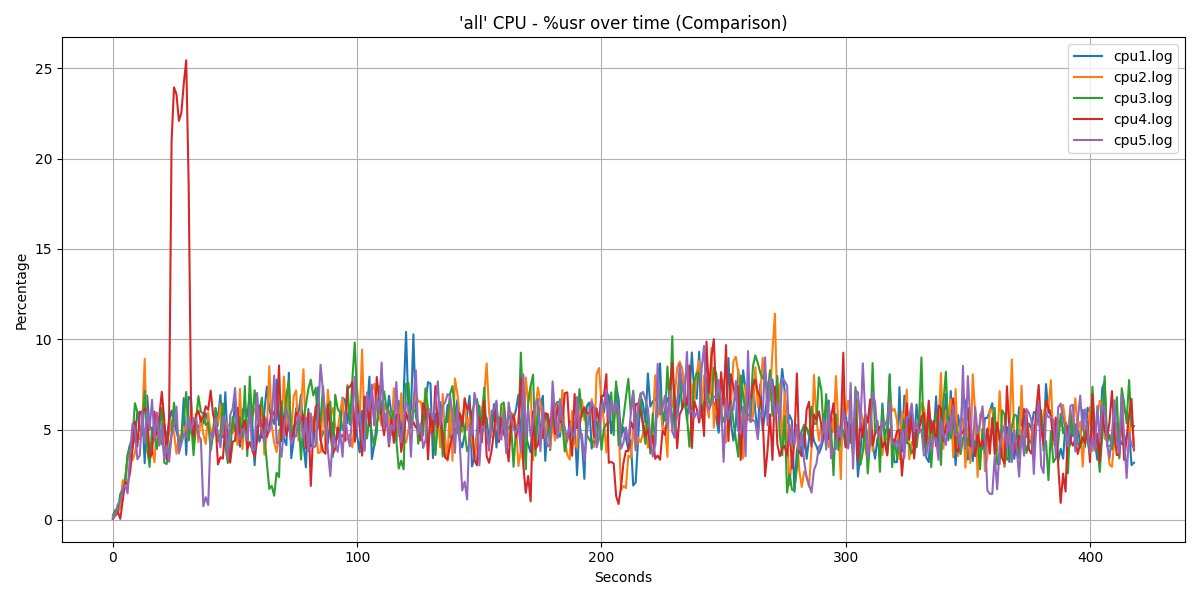 'all' CPU - %usr over time (Comparison)
cpu1.log
cpu2.log
cpu3.log
cpu4.log
cpu5.log
Percentage
25
20
15
10
5
0
0 100 200 300 400
Seconds